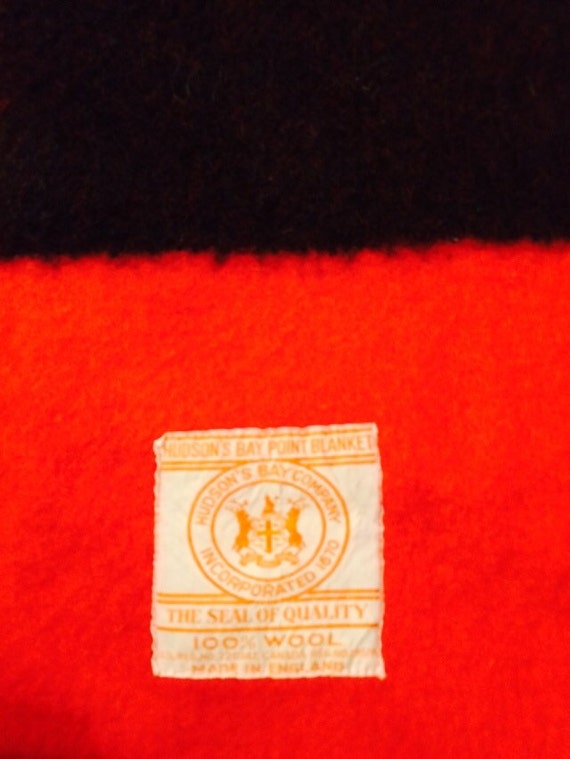 HUDSON'S BAY POINT BLANKET
HUDSON'S BAY COMPANY
INCORPORATED 1670
THE SEAL OF QUALITY
100% WOOL
MADE IN ENGLAND